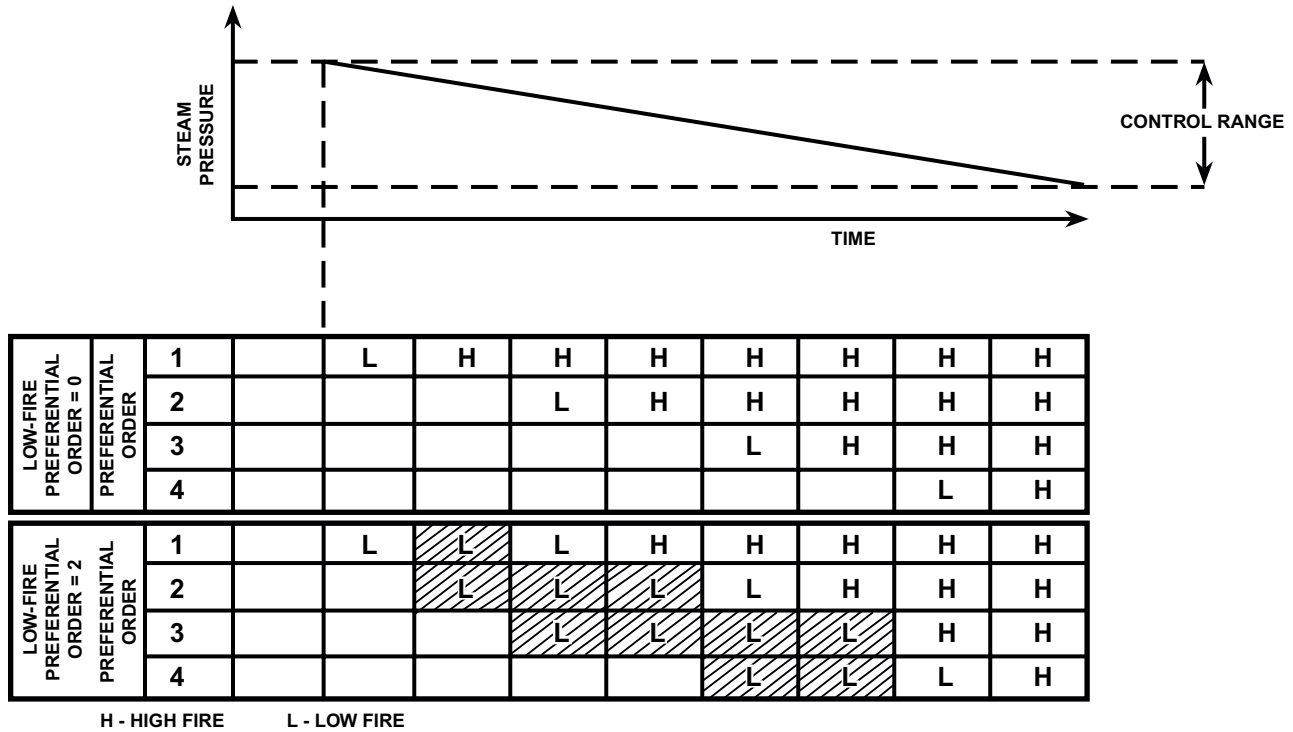 STEAM
PRESSURE
CONTROL RANGE
TIME
LOW-FIRE
PREFERENTIAL
ORDER = 0
PREFERENTIAL
ORDER
1 L H H H H H H H
2 L H H H H H
3 L H H H
4 L H
LOW-FIRE
PREFERENTIAL
ORDER = 2
PREFERENTIAL
ORDER
1 L L L H H H H H
2 L L L L H H H
3 L L L L H H
4 L L L H
H - HIGH FIRE L - LOW FIRE